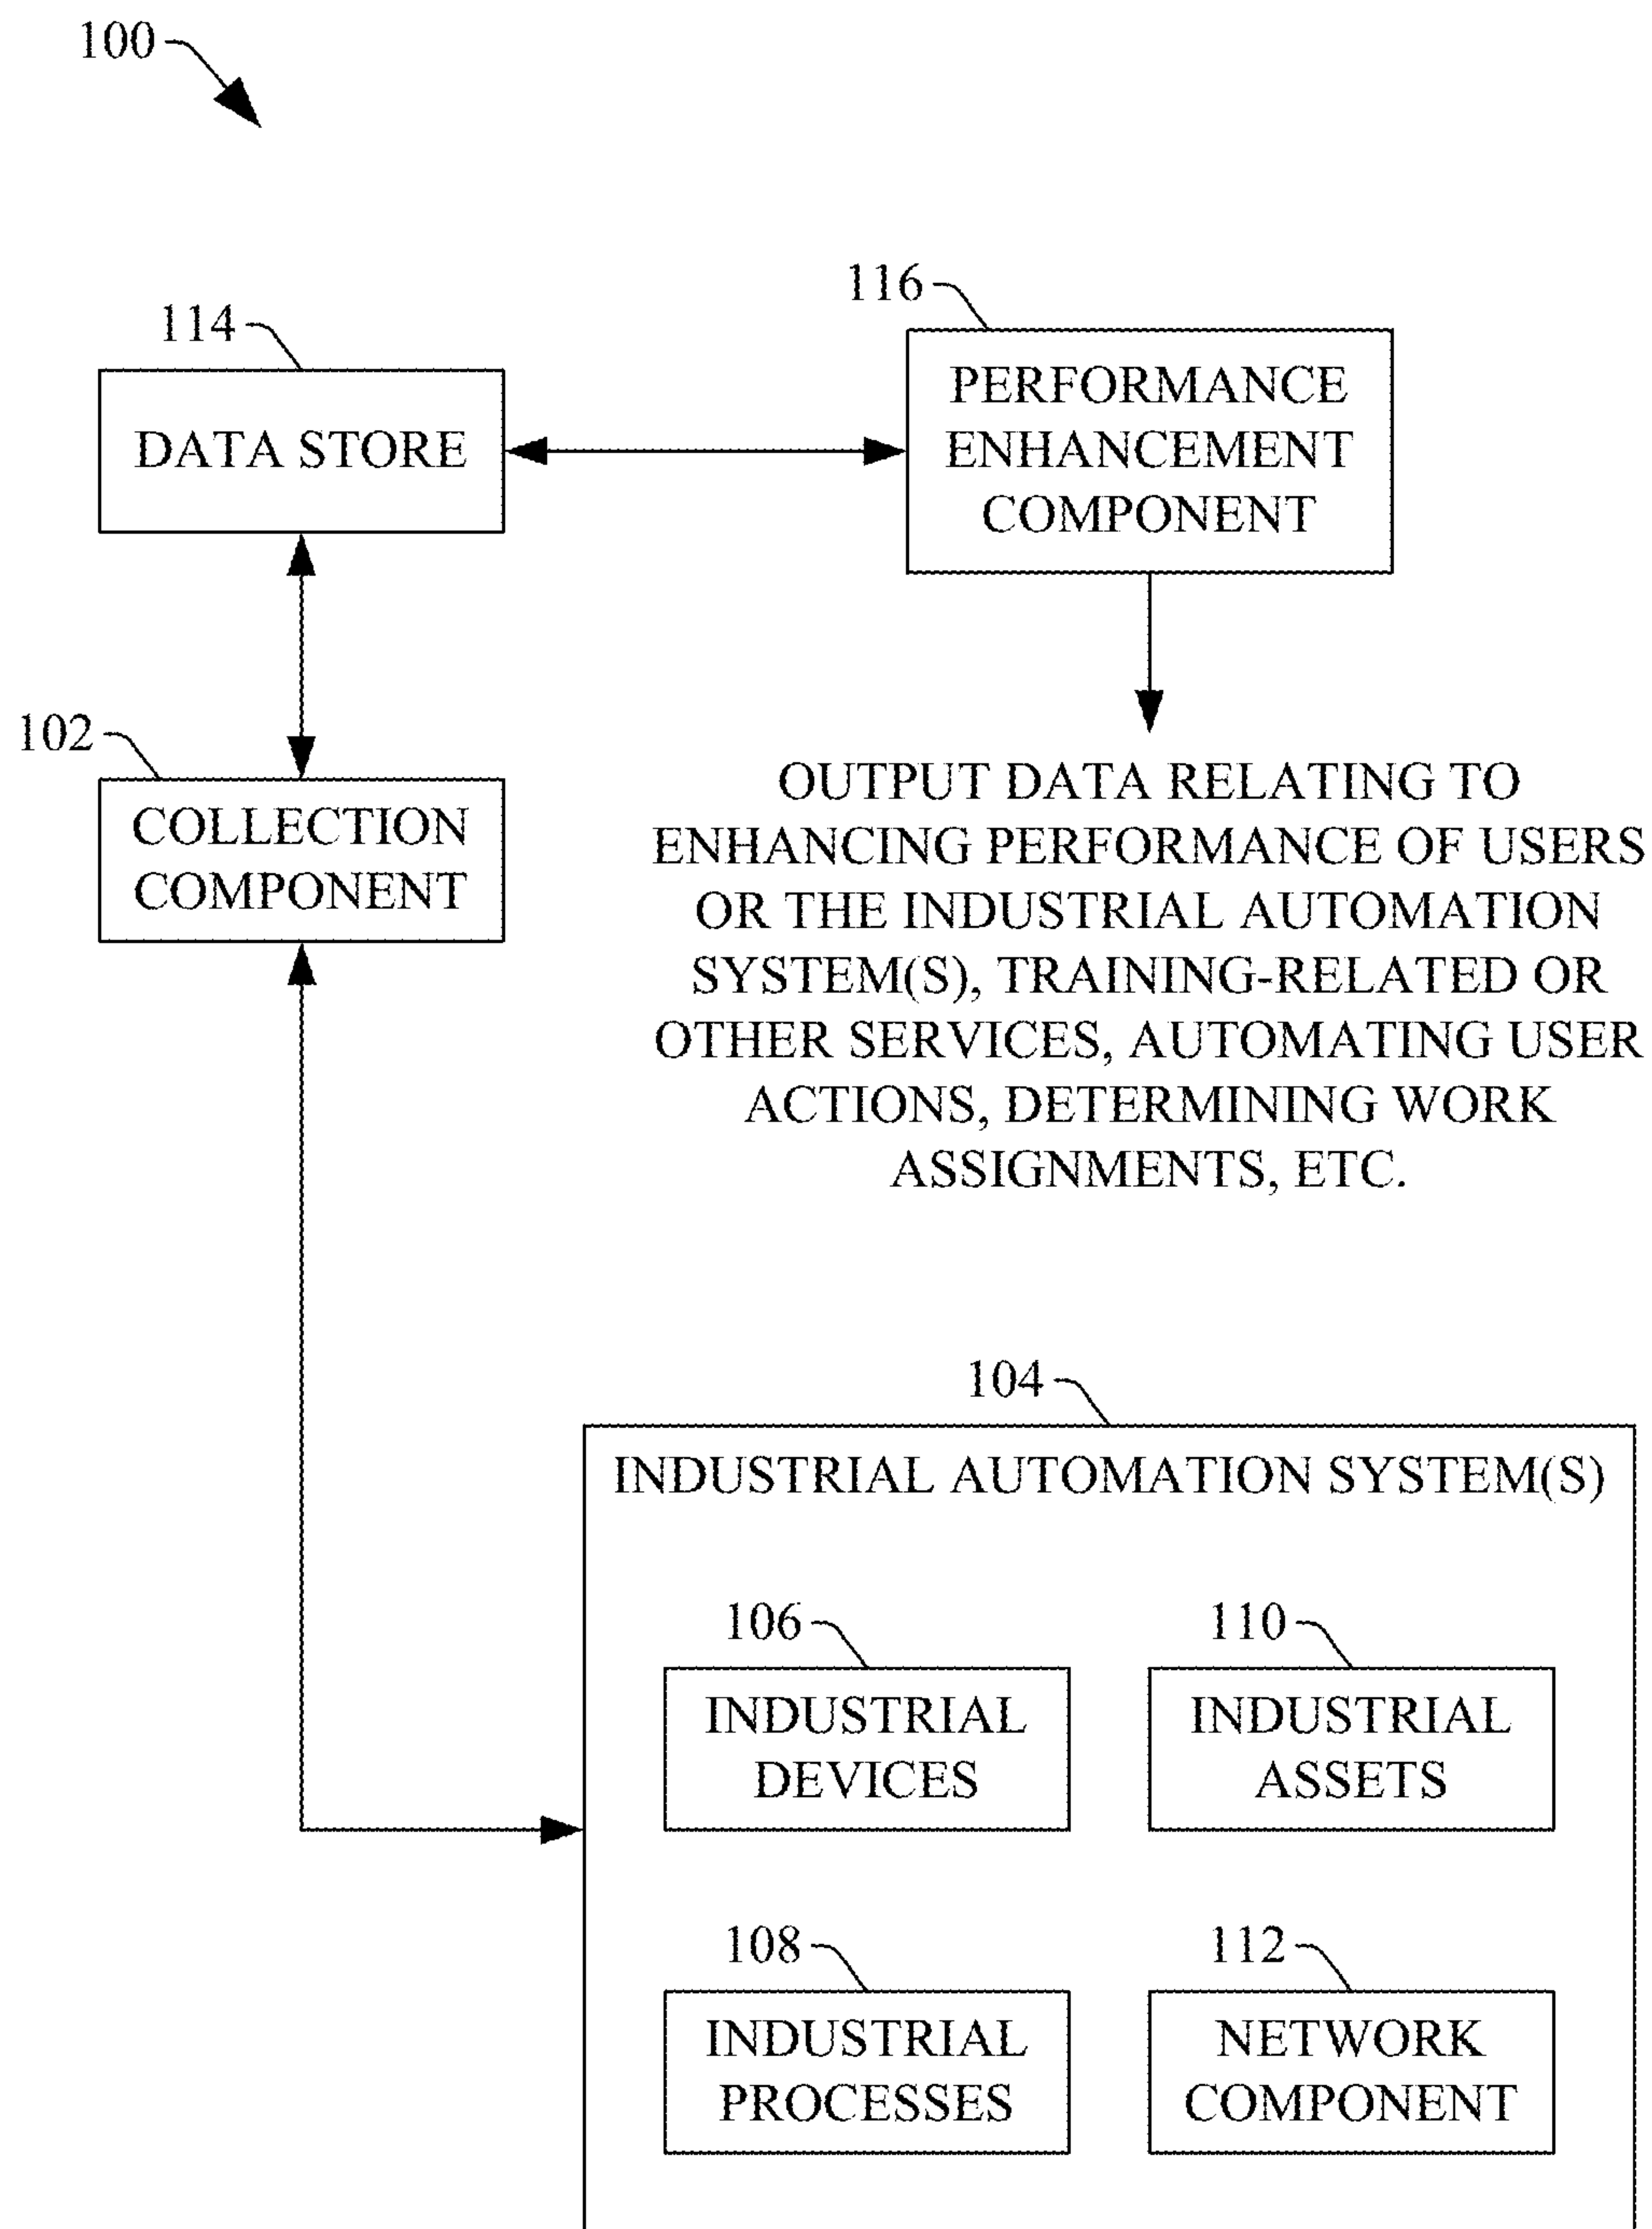 100
116
114
PERFORMANCE
ENHANCEMENT
COMPONENT
DATA STORE
102
COLLECTION
COMPONENT
OUTPUT DATA RELATING TO
ENHANCING PERFORMANCE OF USERS
OR THE INDUSTRIAL AUTOMATION
SYSTEM(S), TRAINING-RELATED OR
OTHER SERVICES, AUTOMATING USER
ACTIONS, DETERMINING WORK
ASSIGNMENTS, ETC.
104
INDUSTRIAL AUTOMATION SYSTEM(S)
106
INDUSTRIAL
DEVICES
110
INDUSTRIAL
ASSETS
108
INDUSTRIAL
PROCESSES
112
NETWORK
COMPONENT